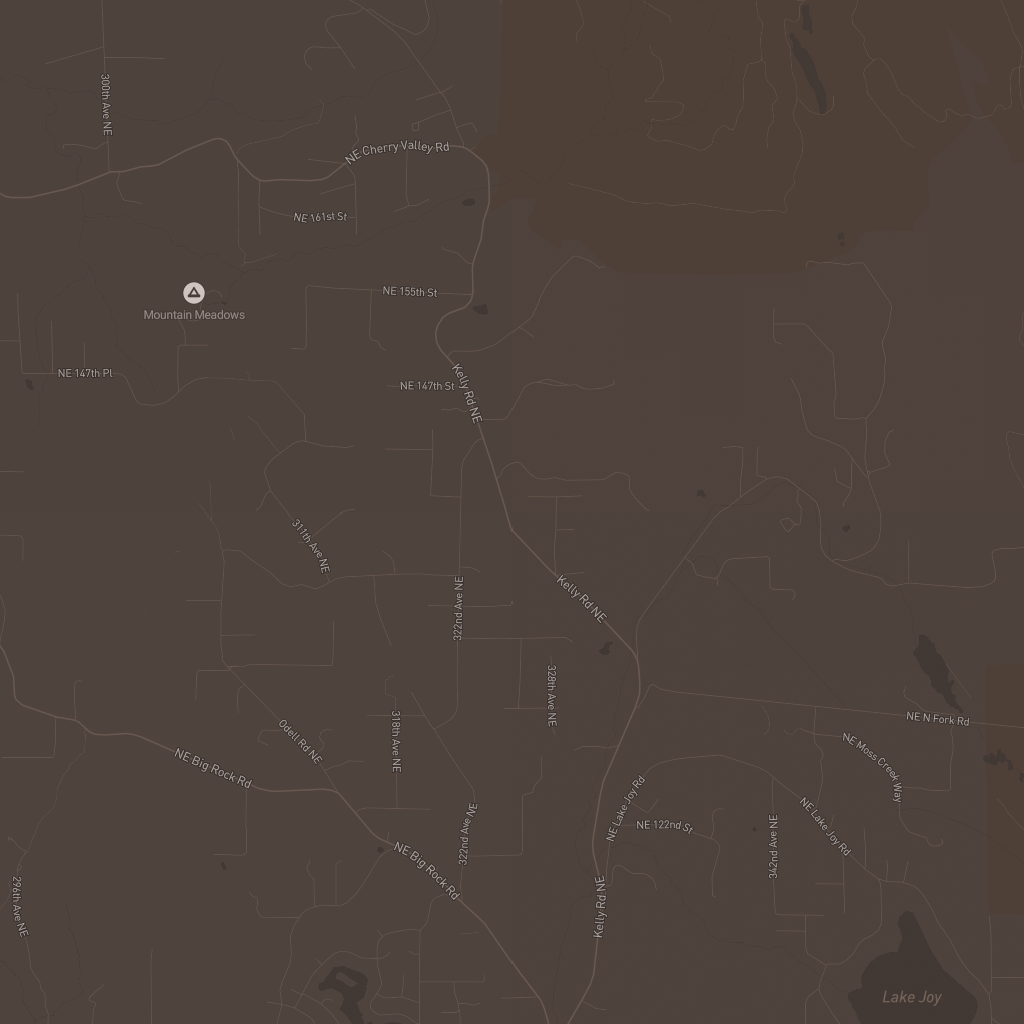 300th Ave NE
NE Cherry Valley Rd
NE 161st St
NE 155th St
Mountain Meadows
NE 147th Pl
Kelly Rd NE
NE 147th St
311th Ave NE
322nd Ave NE
Kelly Rd NE
328th Ave NE
318th Ave NE
Odell Rd NE
NE N Fork Rd
NE Moss Creek Way
NE Big Rock Rd
NE Lake Joy Rd
322nd Ave NE
NE 122nd St
342nd Ave NE
NE Lake Joy Rd
NE Big Rock Rd
296th Ave NE
Kelly Rd NE
Lake Joy